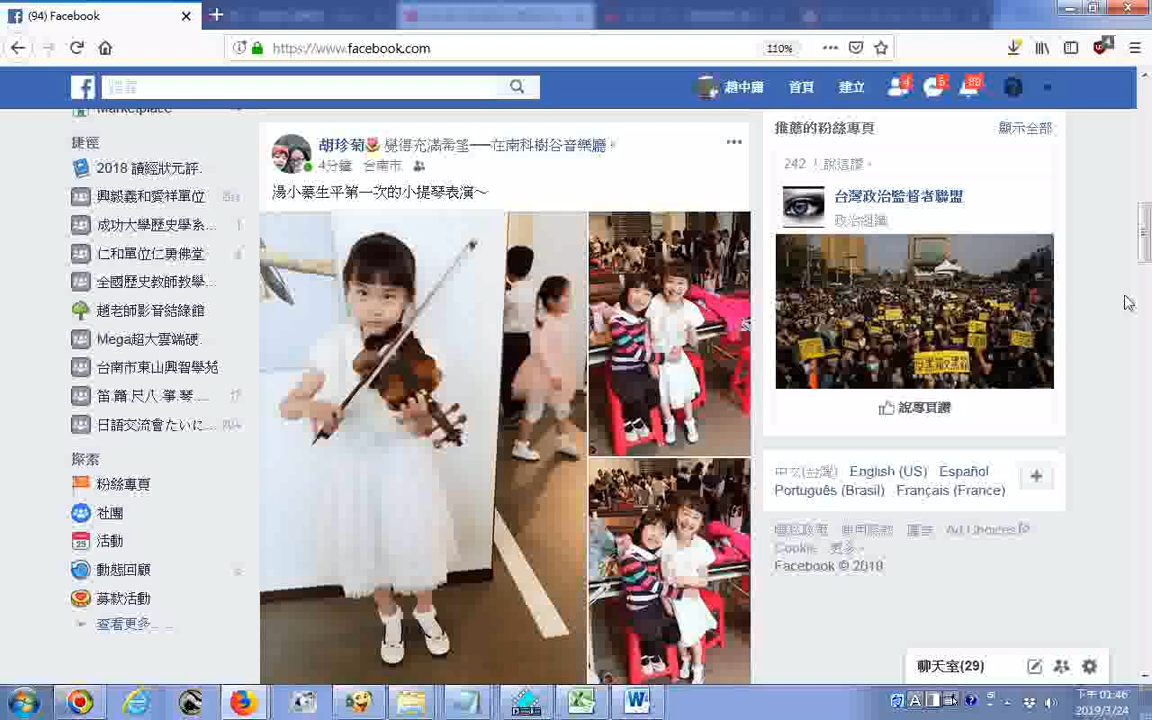 (94) Facebook
https://www.facebook.com
110%
搜尋
趙中庸
首頁
建立
4
5
89
Marketplace
捷徑
2018 讀經狀元評...
興毅義和愛祥單位
成功大學歷史學系... 1
仁和單位仁勇佛堂
全國歷史教師教學...
趙老師影音結緣館
Mega超大雲端硬...
台南市東山興智學苑
笛.簫.尺八.箏.琴.... 17
日語交流會たいに... 20+
探索
粉絲專頁
社團
活動
動態回顧
募款活動
查看更多...
胡珍菊🌷 覺得充滿希望──在南科樹谷音樂廳。
4分鐘 · 台南市 ·
湯小蓁生平第一次的小提琴表演～
推薦的粉絲專頁
顯示全部
242 人說這讚。
台灣政治監督者聯盟
政治組織
說專頁讚
中文(台灣) · English (US) · Español ·
Português (Brasil) · Français (France)
隱私政策 · 使用條款 · 廣告 · Ad Choices ·
Cookie · 更多
Facebook © 2019
聊天室(29)
下午 01:46
2019/3/24